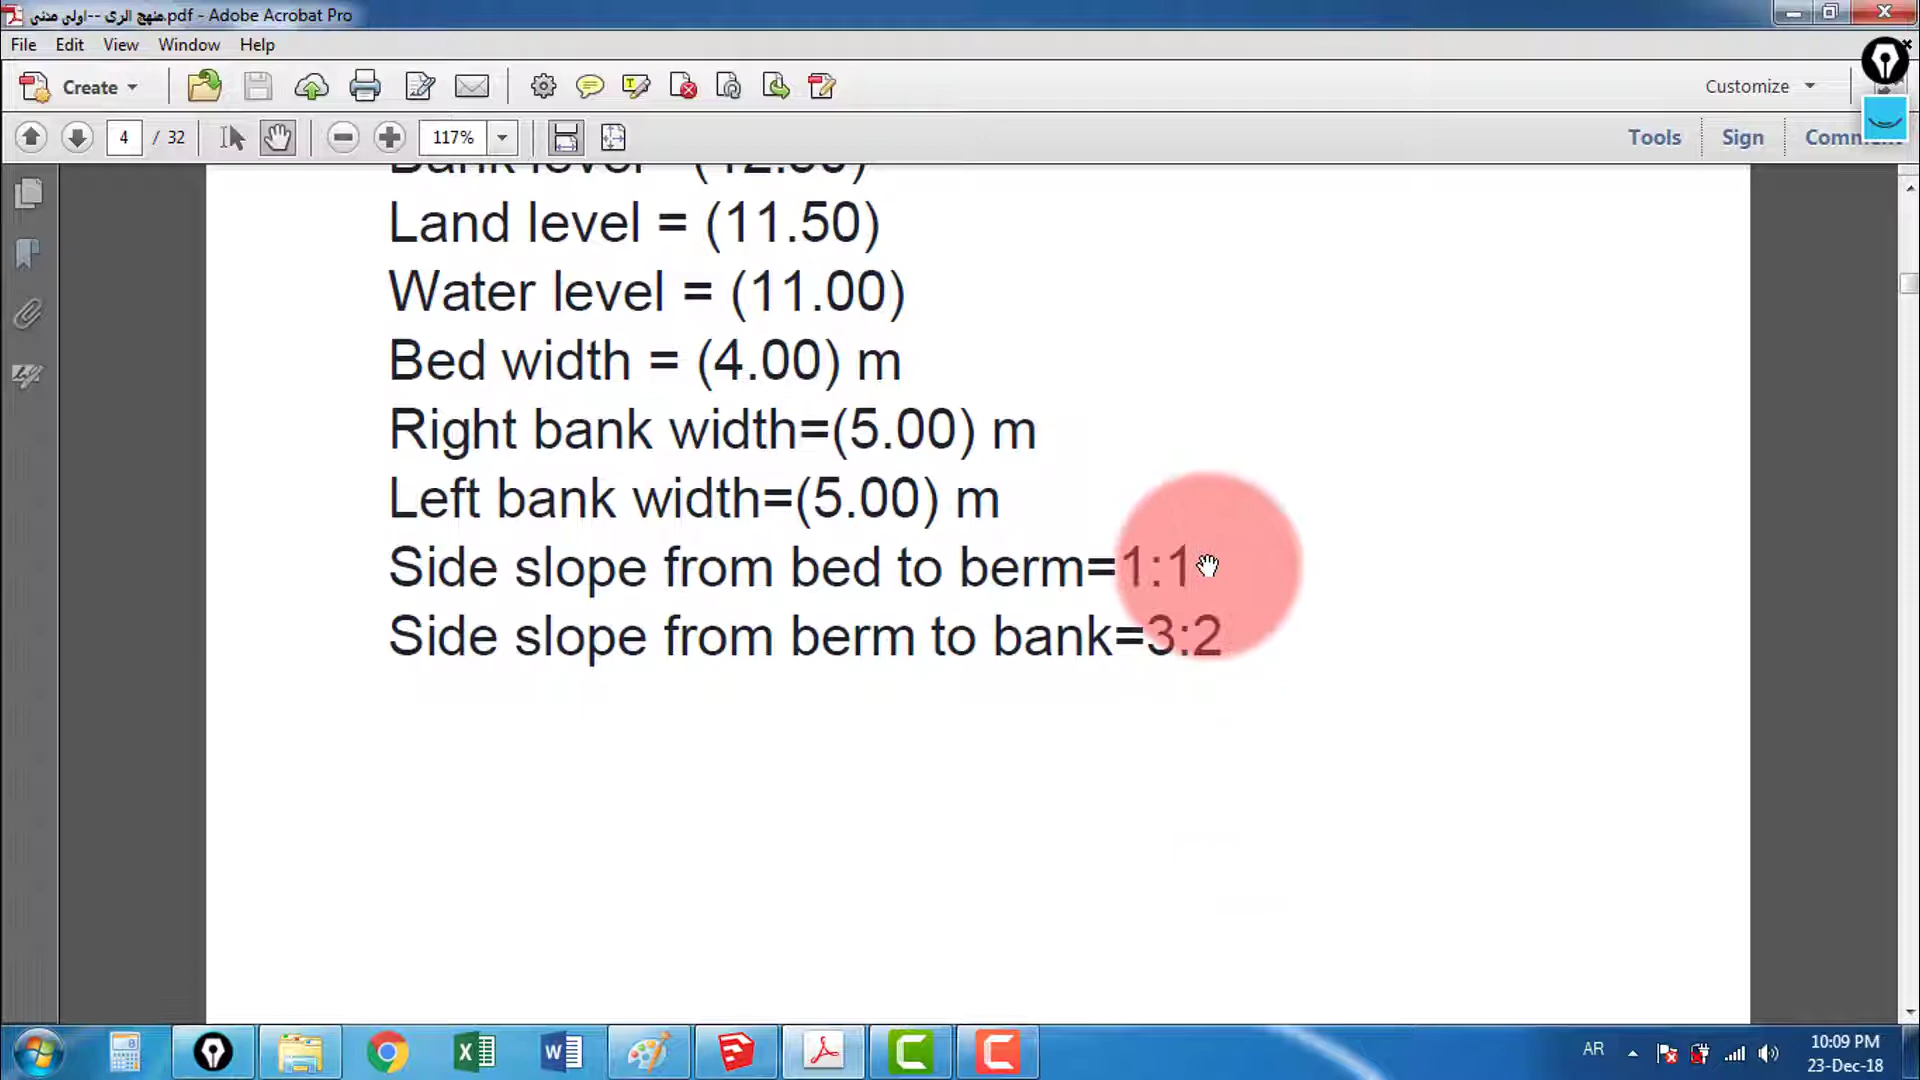 منهج الرى --اولى مدنى.pdf - Adobe Acrobat Pro
File Edit View Window Help
Create Customize
4 / 32 117% Tools Sign
Bank level
Land level = (11.50)
Water level = (11.00)
Bed width = (4.00) m
Right bank width=(5.00) m
Left bank width=(5.00) m
Side slope from bed to berm=1:1
Side slope from berm to bank=3:2
AR 10:09 PM
23-Dec-18